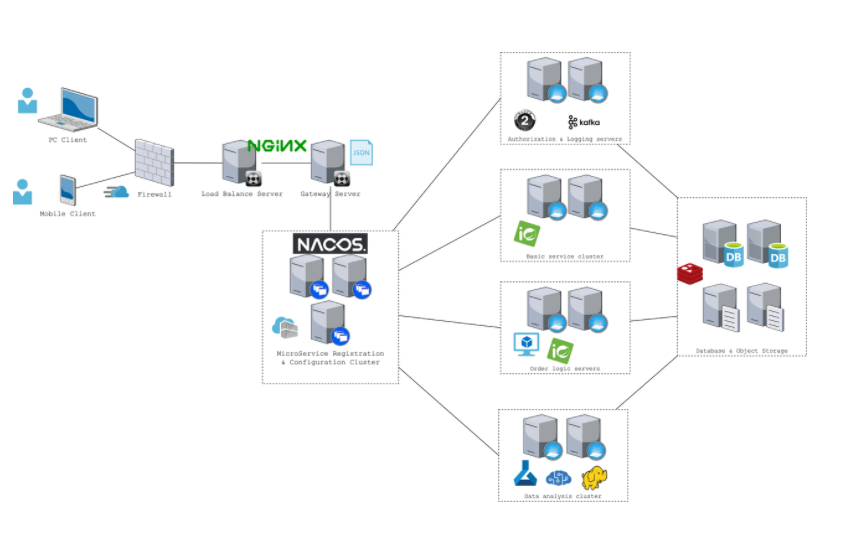 PC Client
Mobile Client
Firewall
NGiNX
Load Balance Server
JSON
Gateway Server
NACOS.
MicroService Registration
& Configuration Cluster
2
kafka
Authorization & Logging servers
Basic service cluster
Order logic servers
Data analysis cluster
DB
DB
Database & Object Storage